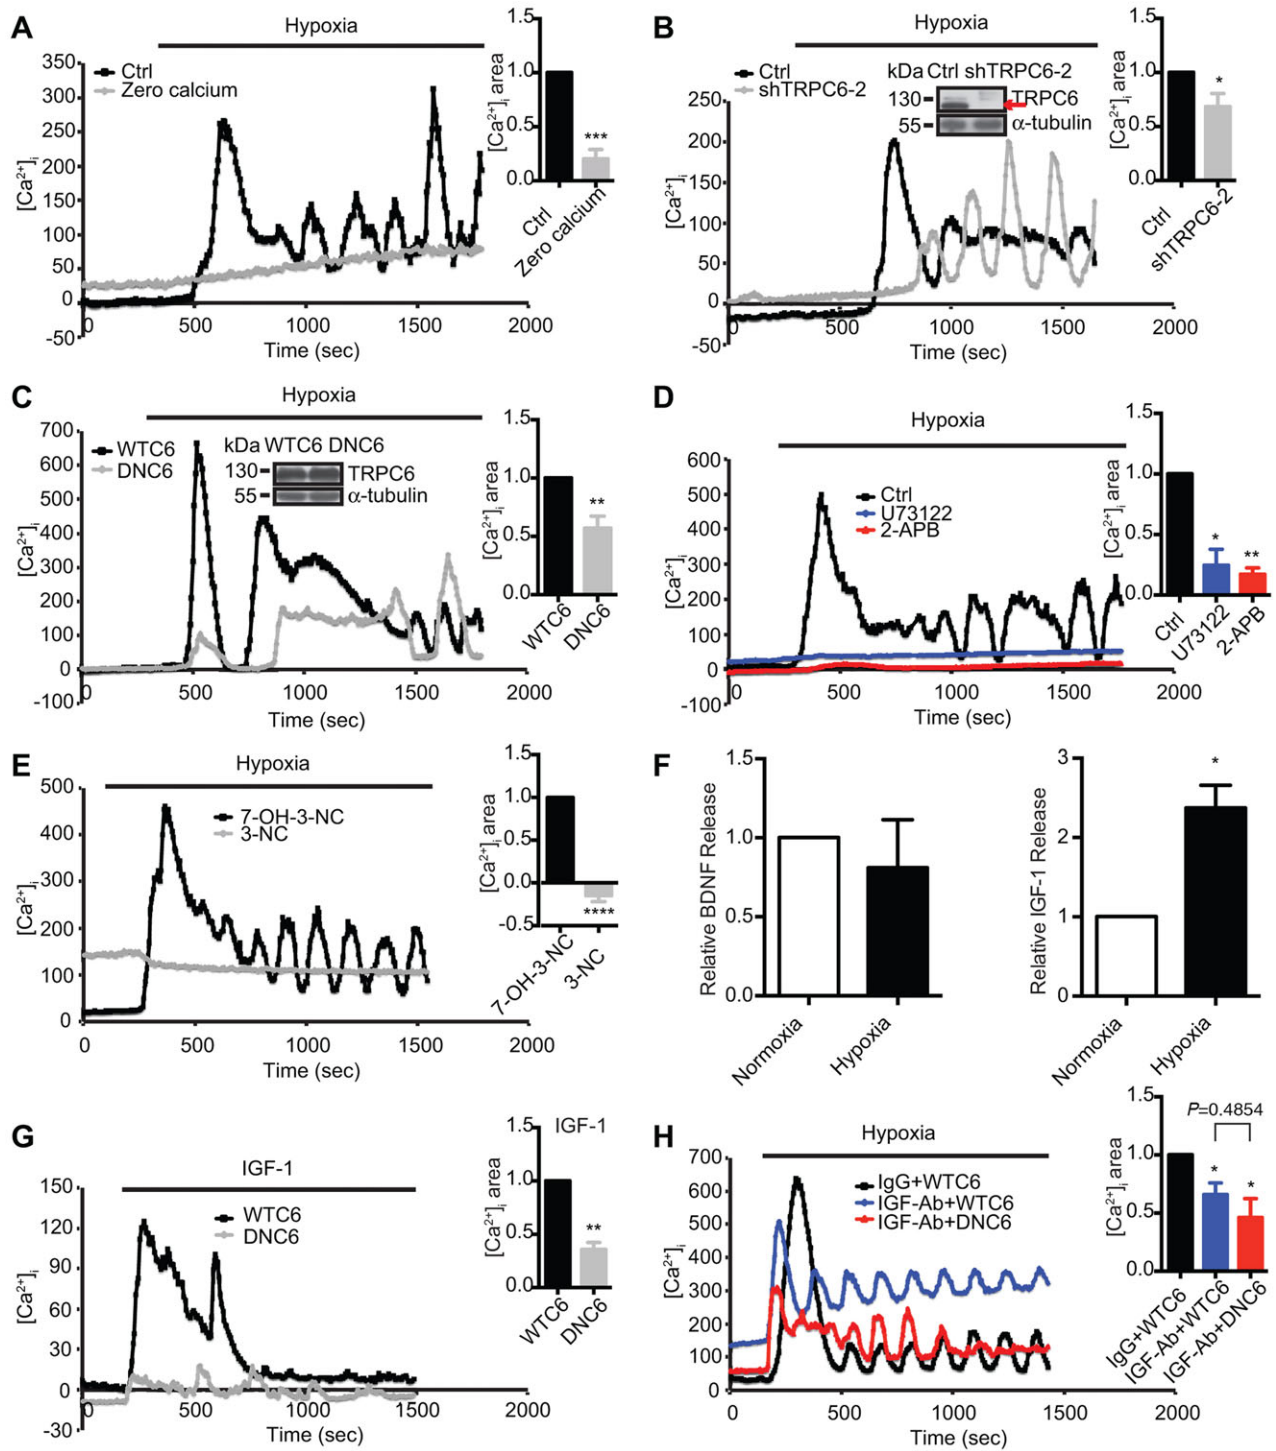 A
Hypoxia
Ctrl
Zero calcium
[Ca²⁺]ᵢ
350
300
250
200
150
100
50
0
-50
0 500 1000 1500 2000
Time (sec)
[Ca²⁺]ᵢ area
1.5
1.0
0.5
0.0
***
Ctrl
Zero calcium
B
Hypoxia
Ctrl
shTRPC6-2
kDa Ctrl shTRPC6-2
130 TRPC6
55 α-tubulin
[Ca²⁺]ᵢ
250
200
150
100
50
0
-50
0 500 1000 1500 2000
Time (sec)
[Ca²⁺]ᵢ area
1.5
1.0
0.5
0.0
*
Ctrl
shTRPC6-2
C
Hypoxia
WTC6
DNC6
kDa WTC6 DNC6
130 TRPC6
55 α-tubulin
[Ca²⁺]ᵢ
700
600
500
400
300
200
100
0
-100
0 500 1000 1500 2000
Time (sec)
[Ca²⁺]ᵢ area
1.5
1.0
0.5
0.0
**
WTC6
DNC6
D
Hypoxia
Ctrl
U73122
2-APB
[Ca²⁺]ᵢ
600
500
400
300
200
100
0
-100
0 500 1000 1500 2000
Time (sec)
[Ca²⁺]ᵢ area
1.5
1.0
0.5
0.0
*
**
Ctrl
U73122
2-APB
E
Hypoxia
7-OH-3-NC
3-NC
[Ca²⁺]ᵢ
500
400
300
200
100
0
0 500 1000 1500 2000
Time (sec)
[Ca²⁺]ᵢ area
1.5
1.0
0.5
0.0
-0.5
****
7-OH-3-NC
3-NC
F
Relative BDNF Release
1.5
1.0
0.5
0.0
Normoxia
Hypoxia
Relative IGF-1 Release
3
2
1
0
*
Normoxia
Hypoxia
G
IGF-1
WTC6
DNC6
[Ca²⁺]ᵢ
150
120
90
60
30
0
-30
0 500 1000 1500 2000
Time (sec)
IGF-1
[Ca²⁺]ᵢ area
1.5
1.0
0.5
0.0
**
WTC6
DNC6
H
Hypoxia
IgG+WTC6
IGF-Ab+WTC6
IGF-Ab+DNC6
[Ca²⁺]ᵢ
700
600
500
400
300
200
100
0
0 500 1000 1500 2000
Time (sec)
[Ca²⁺]ᵢ area
1.5
1.0
0.5
0.0
P=0.4854
*
*
IgG+WTC6
IGF-Ab+WTC6
IGF-Ab+DNC6